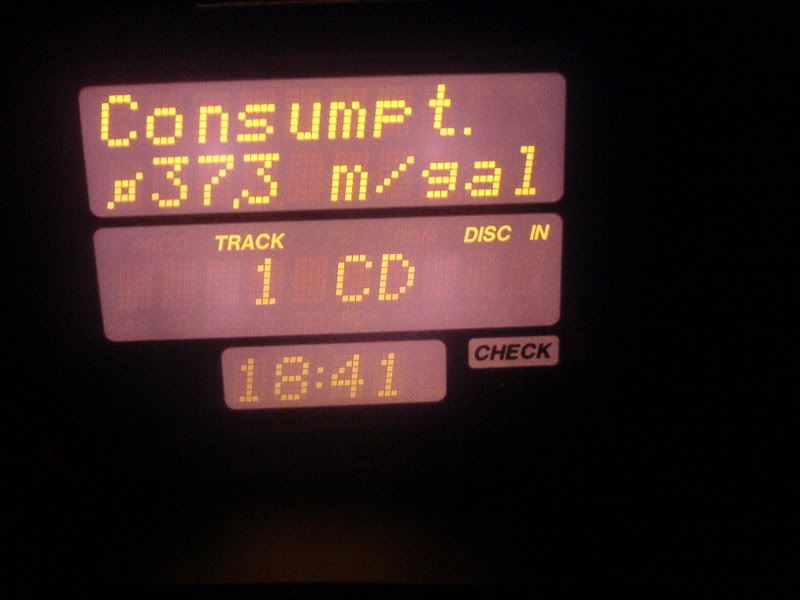 Consumpt.
ø37,3 m/gal
TRACK DISC IN
1 CD
18:41
CHECK